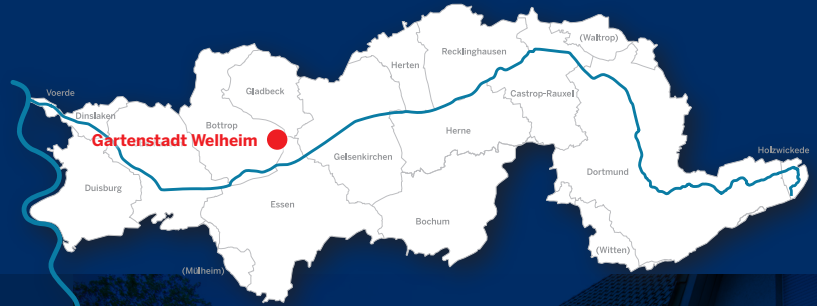 (Waltrop)
Recklinghausen
Herten
Gladbeck
Voerde
Castrop-Rauxel
Dinslaken
Bottrop
Herne
Gartenstadt Welheim
Holzwickede
Gelsenkirchen
Dortmund
Duisburg
Essen
Bochum
(Witten)
(Mülheim)